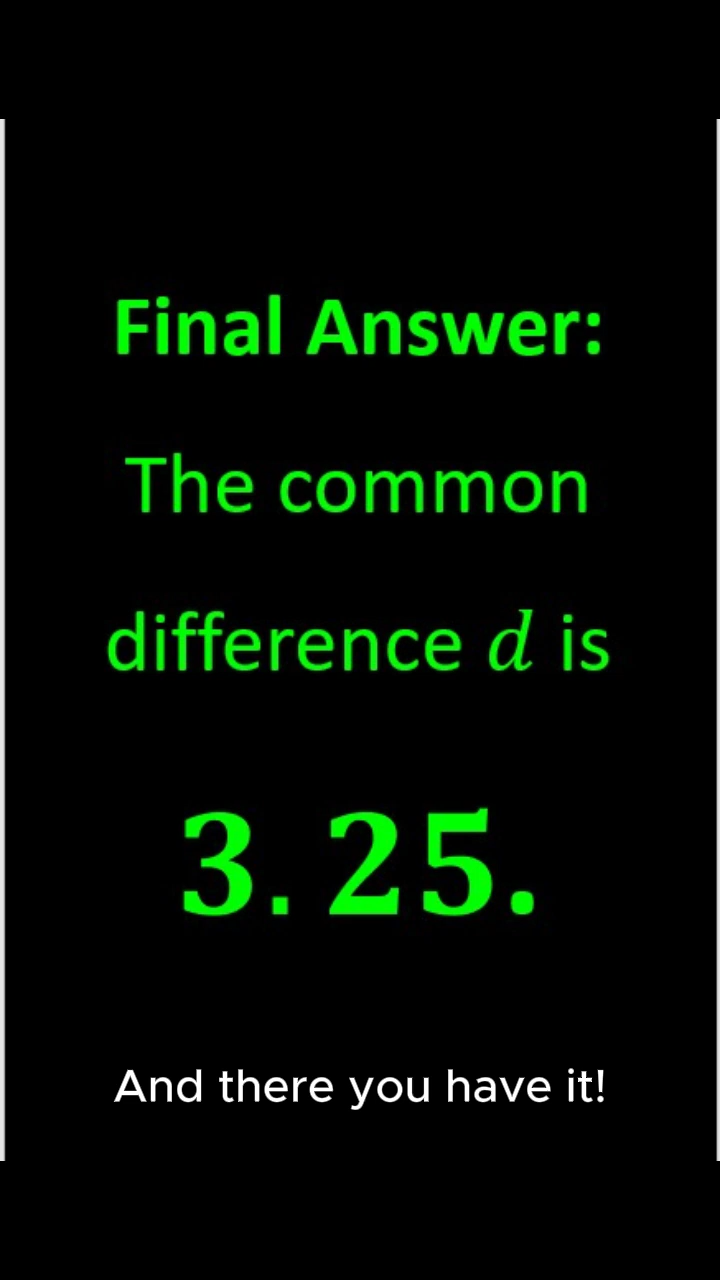 Final Answer:
The common
difference d is
3.25.
And there you have it!